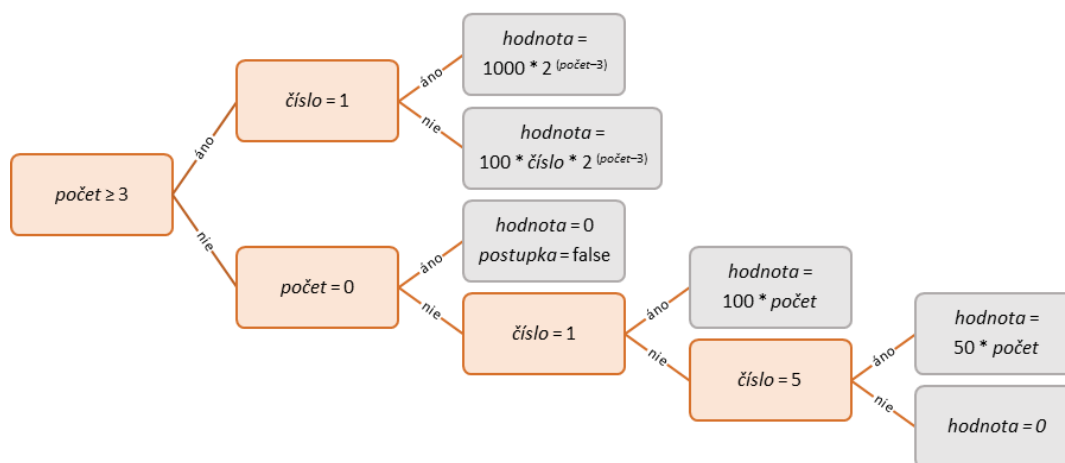 hodnota =
1000 * 2 (počet–3)
áno
číslo = 1
nie
hodnota =
100 * číslo * 2 (počet–3)
áno
počet ≥ 3
nie
hodnota = 0
postupka = false
áno
počet = 0
nie
hodnota =
100 * počet
áno
číslo = 1
nie
hodnota =
50 * počet
áno
číslo = 5
nie
hodnota = 0